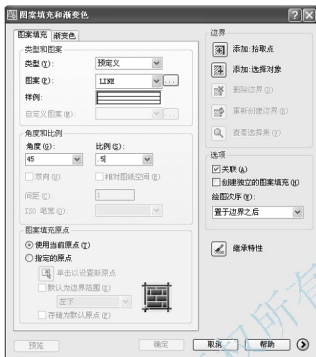 图案填充和渐变色
图案填充 渐变色
类型和图案
类型(Y): 预定义
图案(P): LINE
样例:
自定义图案(M):
角度和比例
角度(G): 比例(S):
45 .5
双向(U) 相对图纸空间(E)
间距(C): 1
ISO 笔宽(O):
图案填充原点
使用当前原点(T)
指定的原点
单击以设置新原点
默认为边界范围(X)
左下
存储为默认原点(F)
预览
边界
添加:拾取点
添加:选择对象
删除边界(D)
重新创建边界(R)
查看选择集(V)
选项
关联(A)
创建独立的图案填充(H)
绘图次序(W):
置于边界之后
继承特性
确定 取消 帮助